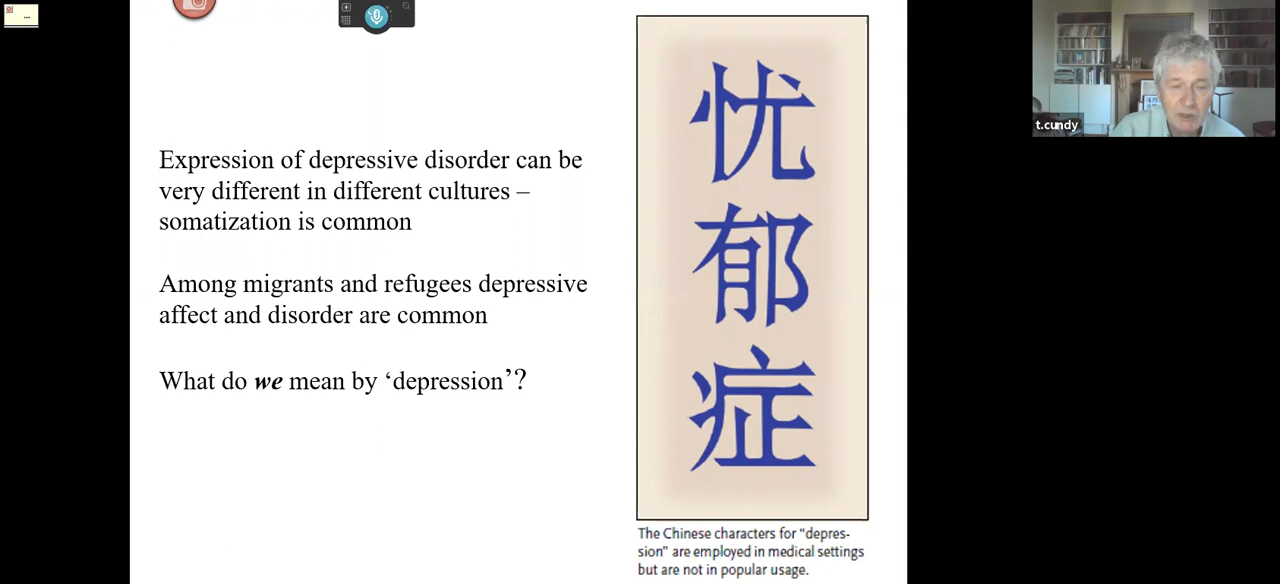 ...
Expression of depressive disorder can be
very different in different cultures –
somatization is common
Among migrants and refugees depressive
affect and disorder are common
What do we mean by ‘depression’?
忧
郁
症
The Chinese characters for "depres-
sion" are employed in medical settings
but are not in popular usage.
t.cundy